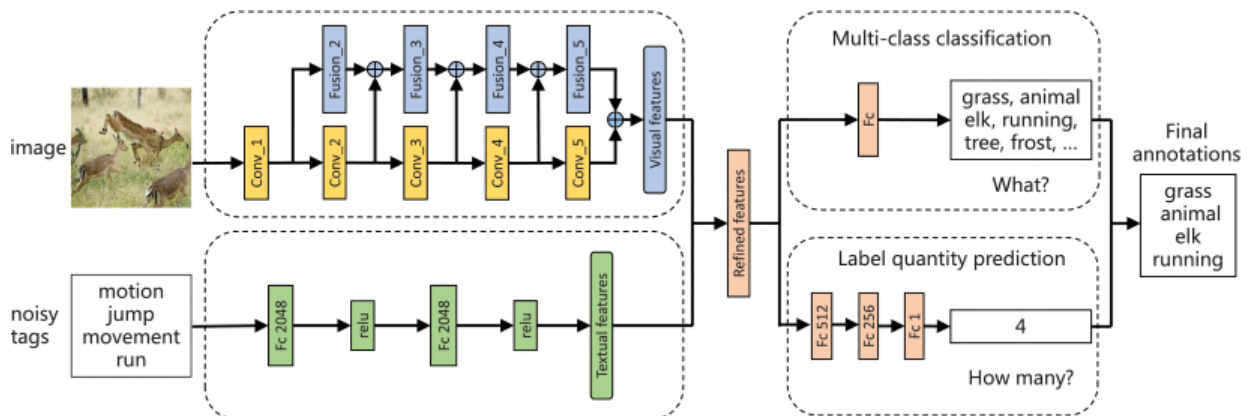 image
Conv_1
Conv_2
Conv_3
Conv_4
Conv_5
Fusion_2
Fusion_3
Fusion_4
Fusion_5
Visual features
noisy
tags
motion
jump
movement
run
Fc 2048
relu
Fc 2048
relu
Textual features
Refined features
Multi-class classification
Fc
grass, animal
elk, running,
tree, frost, ...
What?
Label quantity prediction
Fc 512
Fc 256
Fc 1
4
How many?
Final
annotations
grass
animal
elk
running